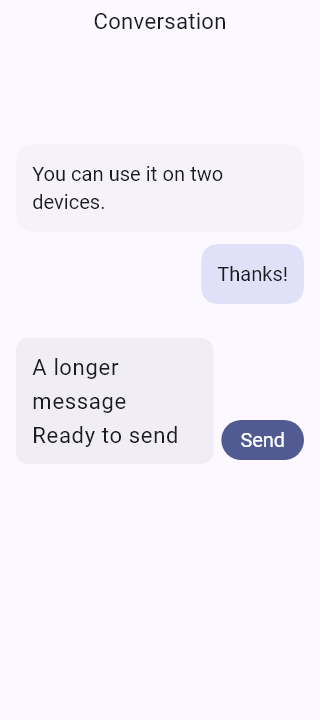 Conversation
You can use it on two
devices.
Thanks!
A longer
message
Ready to send
Send